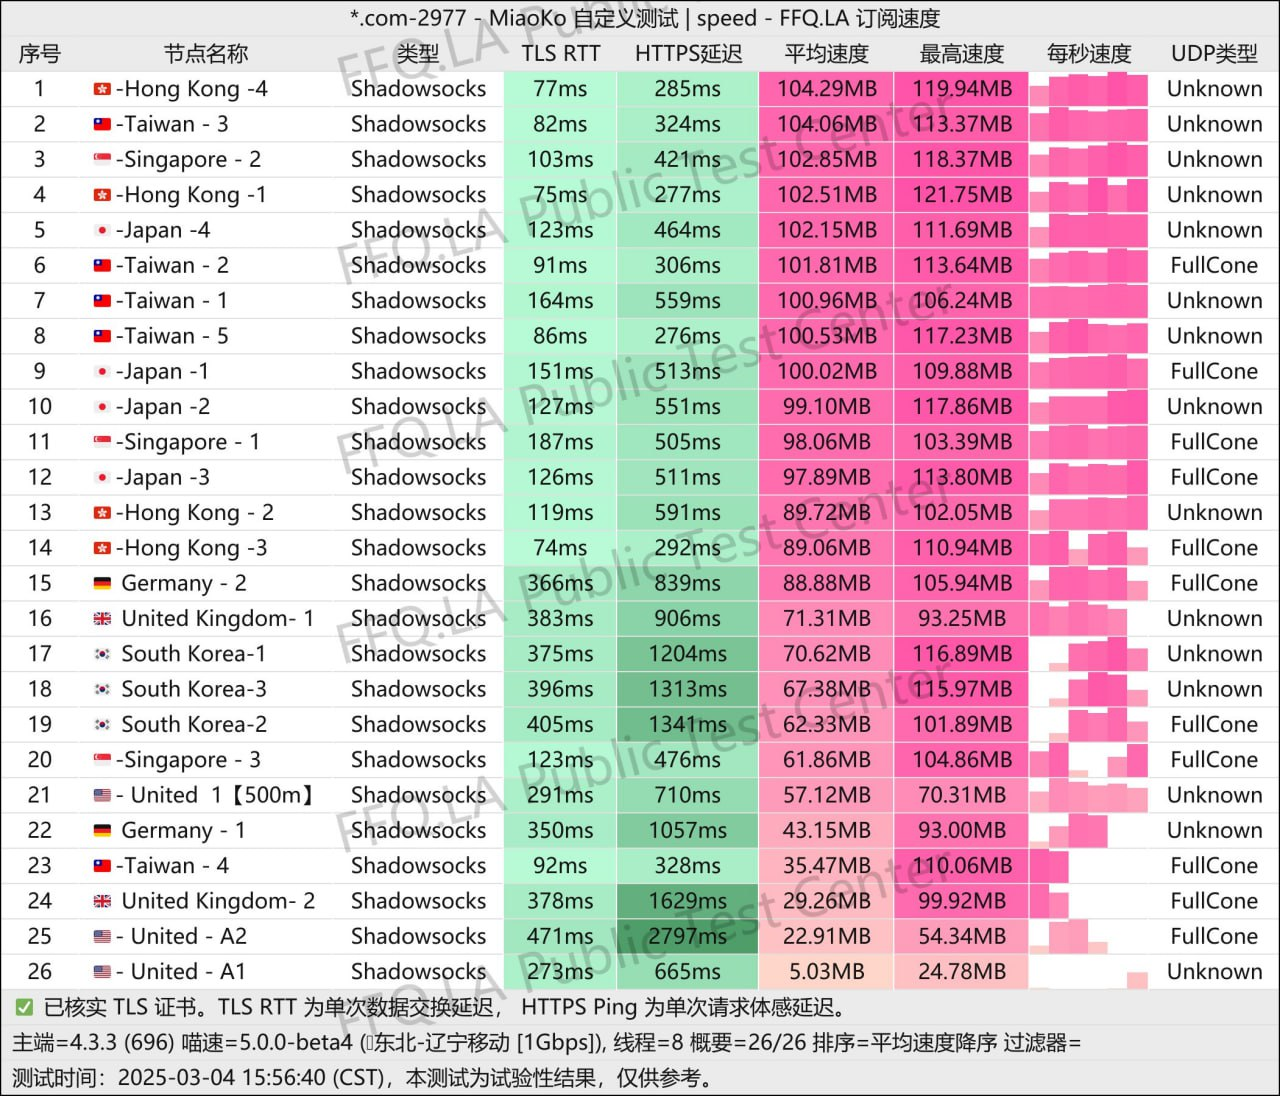 *.com-2977 - MiaoKo 自定义测试 | speed - FFQ.LA 订阅速度
序号 节点名称 类型 TLS RTT HTTPS延迟 平均速度 最高速度 每秒速度 UDP类型
1 -Hong Kong -4 Shadowsocks 77ms 285ms 104.29MB 119.94MB Unknown
2 -Taiwan - 3 Shadowsocks 82ms 324ms 104.06MB 113.37MB Unknown
3 -Singapore - 2 Shadowsocks 103ms 421ms 102.85MB 118.37MB Unknown
4 -Hong Kong -1 Shadowsocks 75ms 277ms 102.51MB 121.75MB Unknown
5 -Japan -4 Shadowsocks 123ms 464ms 102.15MB 111.69MB Unknown
6 -Taiwan - 2 Shadowsocks 91ms 306ms 101.81MB 113.64MB FullCone
7 -Taiwan - 1 Shadowsocks 164ms 559ms 100.96MB 106.24MB Unknown
8 -Taiwan - 5 Shadowsocks 86ms 276ms 100.53MB 117.23MB Unknown
9 -Japan -1 Shadowsocks 151ms 513ms 100.02MB 109.88MB FullCone
10 -Japan -2 Shadowsocks 127ms 551ms 99.10MB 117.86MB Unknown
11 -Singapore - 1 Shadowsocks 187ms 505ms 98.06MB 103.39MB FullCone
12 -Japan -3 Shadowsocks 126ms 511ms 97.89MB 113.80MB FullCone
13 -Hong Kong - 2 Shadowsocks 119ms 591ms 89.72MB 102.05MB Unknown
14 -Hong Kong -3 Shadowsocks 74ms 292ms 89.06MB 110.94MB FullCone
15 Germany - 2 Shadowsocks 366ms 839ms 88.88MB 105.94MB FullCone
16 United Kingdom- 1 Shadowsocks 383ms 906ms 71.31MB 93.25MB Unknown
17 South Korea-1 Shadowsocks 375ms 1204ms 70.62MB 116.89MB Unknown
18 South Korea-3 Shadowsocks 396ms 1313ms 67.38MB 115.97MB Unknown
19 South Korea-2 Shadowsocks 405ms 1341ms 62.33MB 101.89MB FullCone
20 -Singapore - 3 Shadowsocks 123ms 476ms 61.86MB 104.86MB FullCone
21 - United  1【500m】 Shadowsocks 291ms 710ms 57.12MB 70.31MB Unknown
22 Germany - 1 Shadowsocks 350ms 1057ms 43.15MB 93.00MB Unknown
23 -Taiwan - 4 Shadowsocks 92ms 328ms 35.47MB 110.06MB FullCone
24 United Kingdom- 2 Shadowsocks 378ms 1629ms 29.26MB 99.92MB FullCone
25 - United - A2 Shadowsocks 471ms 2797ms 22.91MB 54.34MB FullCone
26 - United - A1 Shadowsocks 273ms 665ms 5.03MB 24.78MB Unknown
✅ 已核实 TLS 证书。TLS RTT 为单次数据交换延迟， HTTPS Ping 为单次请求体感延迟。
主端=4.3.3 (696) 喵速=5.0.0-beta4 (东北-辽宁移动 [1Gbps]), 线程=8 概要=26/26 排序=平均速度降序 过滤器=
测试时间：2025-03-04 15:56:40 (CST)，本测试为试验性结果，仅供参考。
FFQ.LA Public Test Center
FFQ.LA Public Test Center
FFQ.LA Public Test Center
FFQ.LA Public Test Center
FFQ.LA Public Test Center